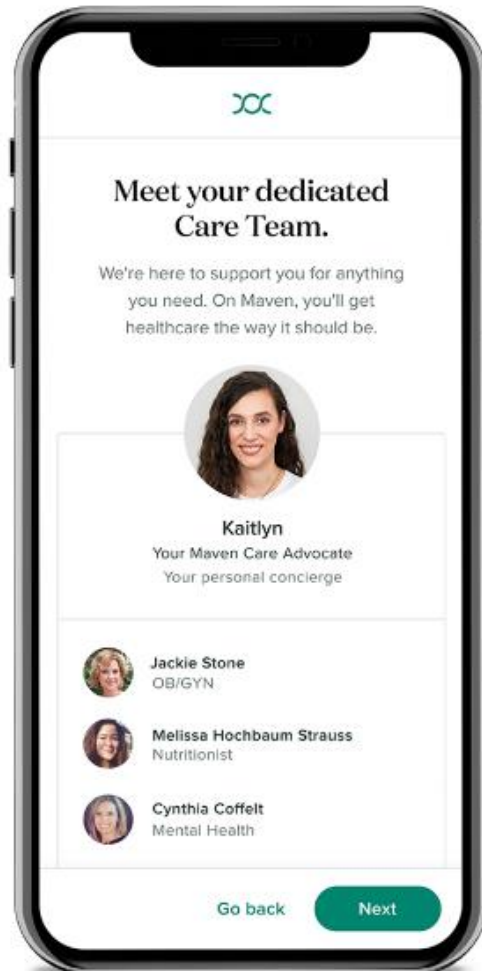 Meet your dedicated
Care Team.
We're here to support you for anything
you need. On Maven, you'll get
healthcare the way it should be.
Kaitlyn
Your Maven Care Advocate
Your personal concierge
Jackie Stone
OB/GYN
Melissa Hochbaum Strauss
Nutritionist
Cynthia Coffelt
Mental Health
Go back
Next